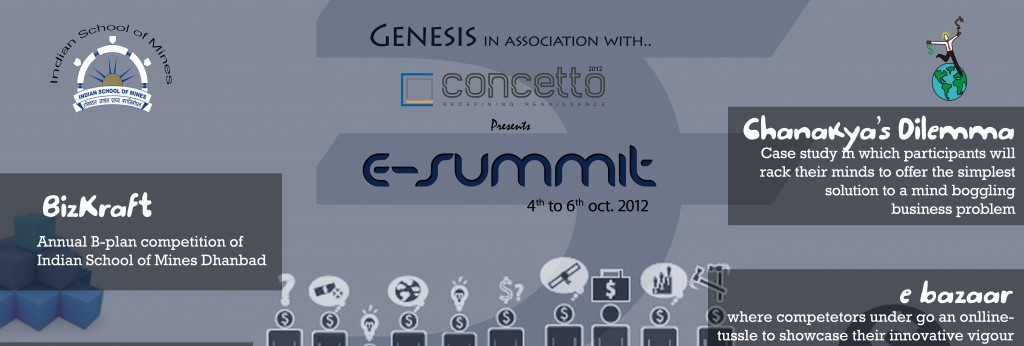 Indian School of Mines
INDIAN SCHOOL OF MINES
GENESIS IN ASSOCIATION WITH..
concetto 2012
REDEFINING RENAISSANCE
Presents
e-summit
4th to 6th oct. 2012
BizKraft
Annual B-plan competition of
Indian School of Mines Dhanbad
Chanakya's Dilemma
Case study in which participants will
rack their minds to offer the simplest
solution to a mind boggling
business problem
e bazaar
where competetors under go an onlline-
tussle to showcase their innovative vigour